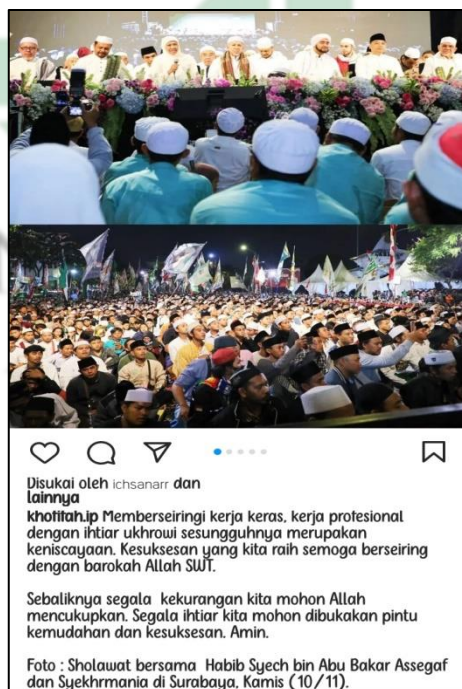 Disukai oleh ichsanarr dan
lainnya
khofifah.ip Memberseiringi kerja keras, kerja profesional
dengan ihtiar ukhrowi sesungguhnya merupakan
keniscayaan. Kesuksesan yang kita raih semoga berseiring
dengan barokah Allah SWT.
Sebaliknya segala kekurangan kita mohon Allah
mencukupkan. Segala ihtiar kita mohon dibukakan pintu
kemudahan dan kesuksesan. Amin.
Foto : Sholawat bersama Habib Syech bin Abu Bakar Assegaf
dan Syekhrmania di Surabaya, Kamis (10/11).